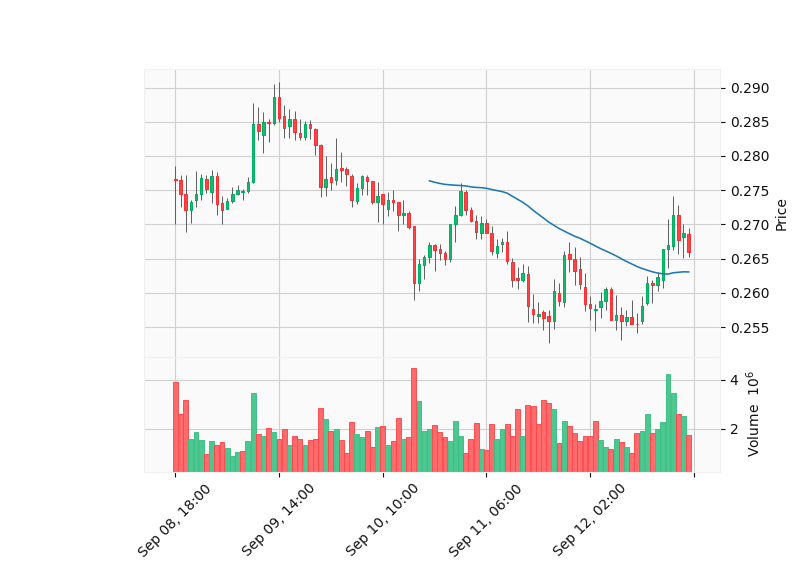 0.290
0.285
0.280
0.275
0.270
0.265
0.260
0.255
Price
4
2
Volume 10^6
Sep 08, 18:00
Sep 09, 14:00
Sep 10, 10:00
Sep 11, 06:00
Sep 12, 02:00